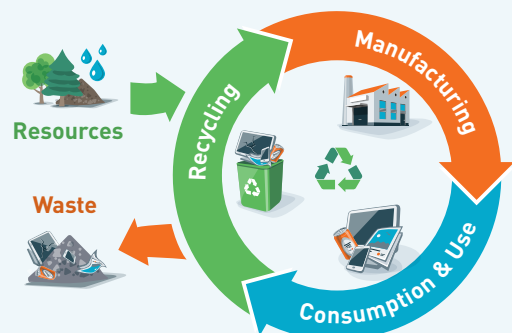 Resources
Waste
Recycling
Manufacturing
Consumption & Use